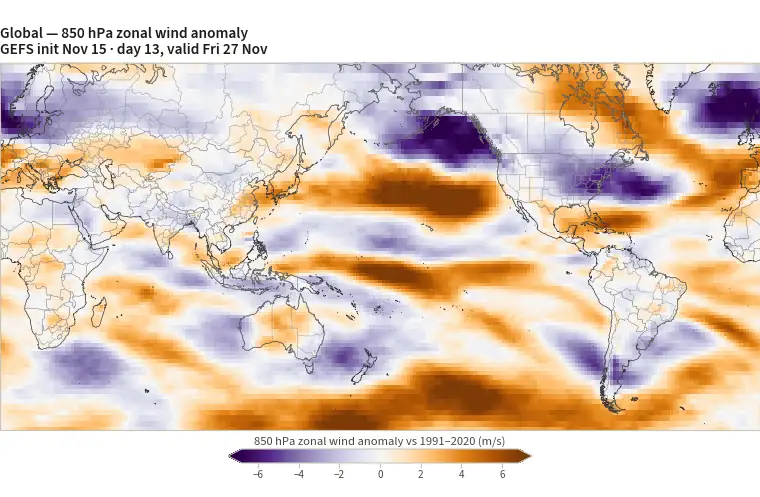 Global — 850 hPa zonal wind anomaly
GEFS init Nov 15 · day 13, valid Fri 27 Nov
850 hPa zonal wind anomaly vs 1991–2020 (m/s)
−6 −4 −2 0 2 4 6